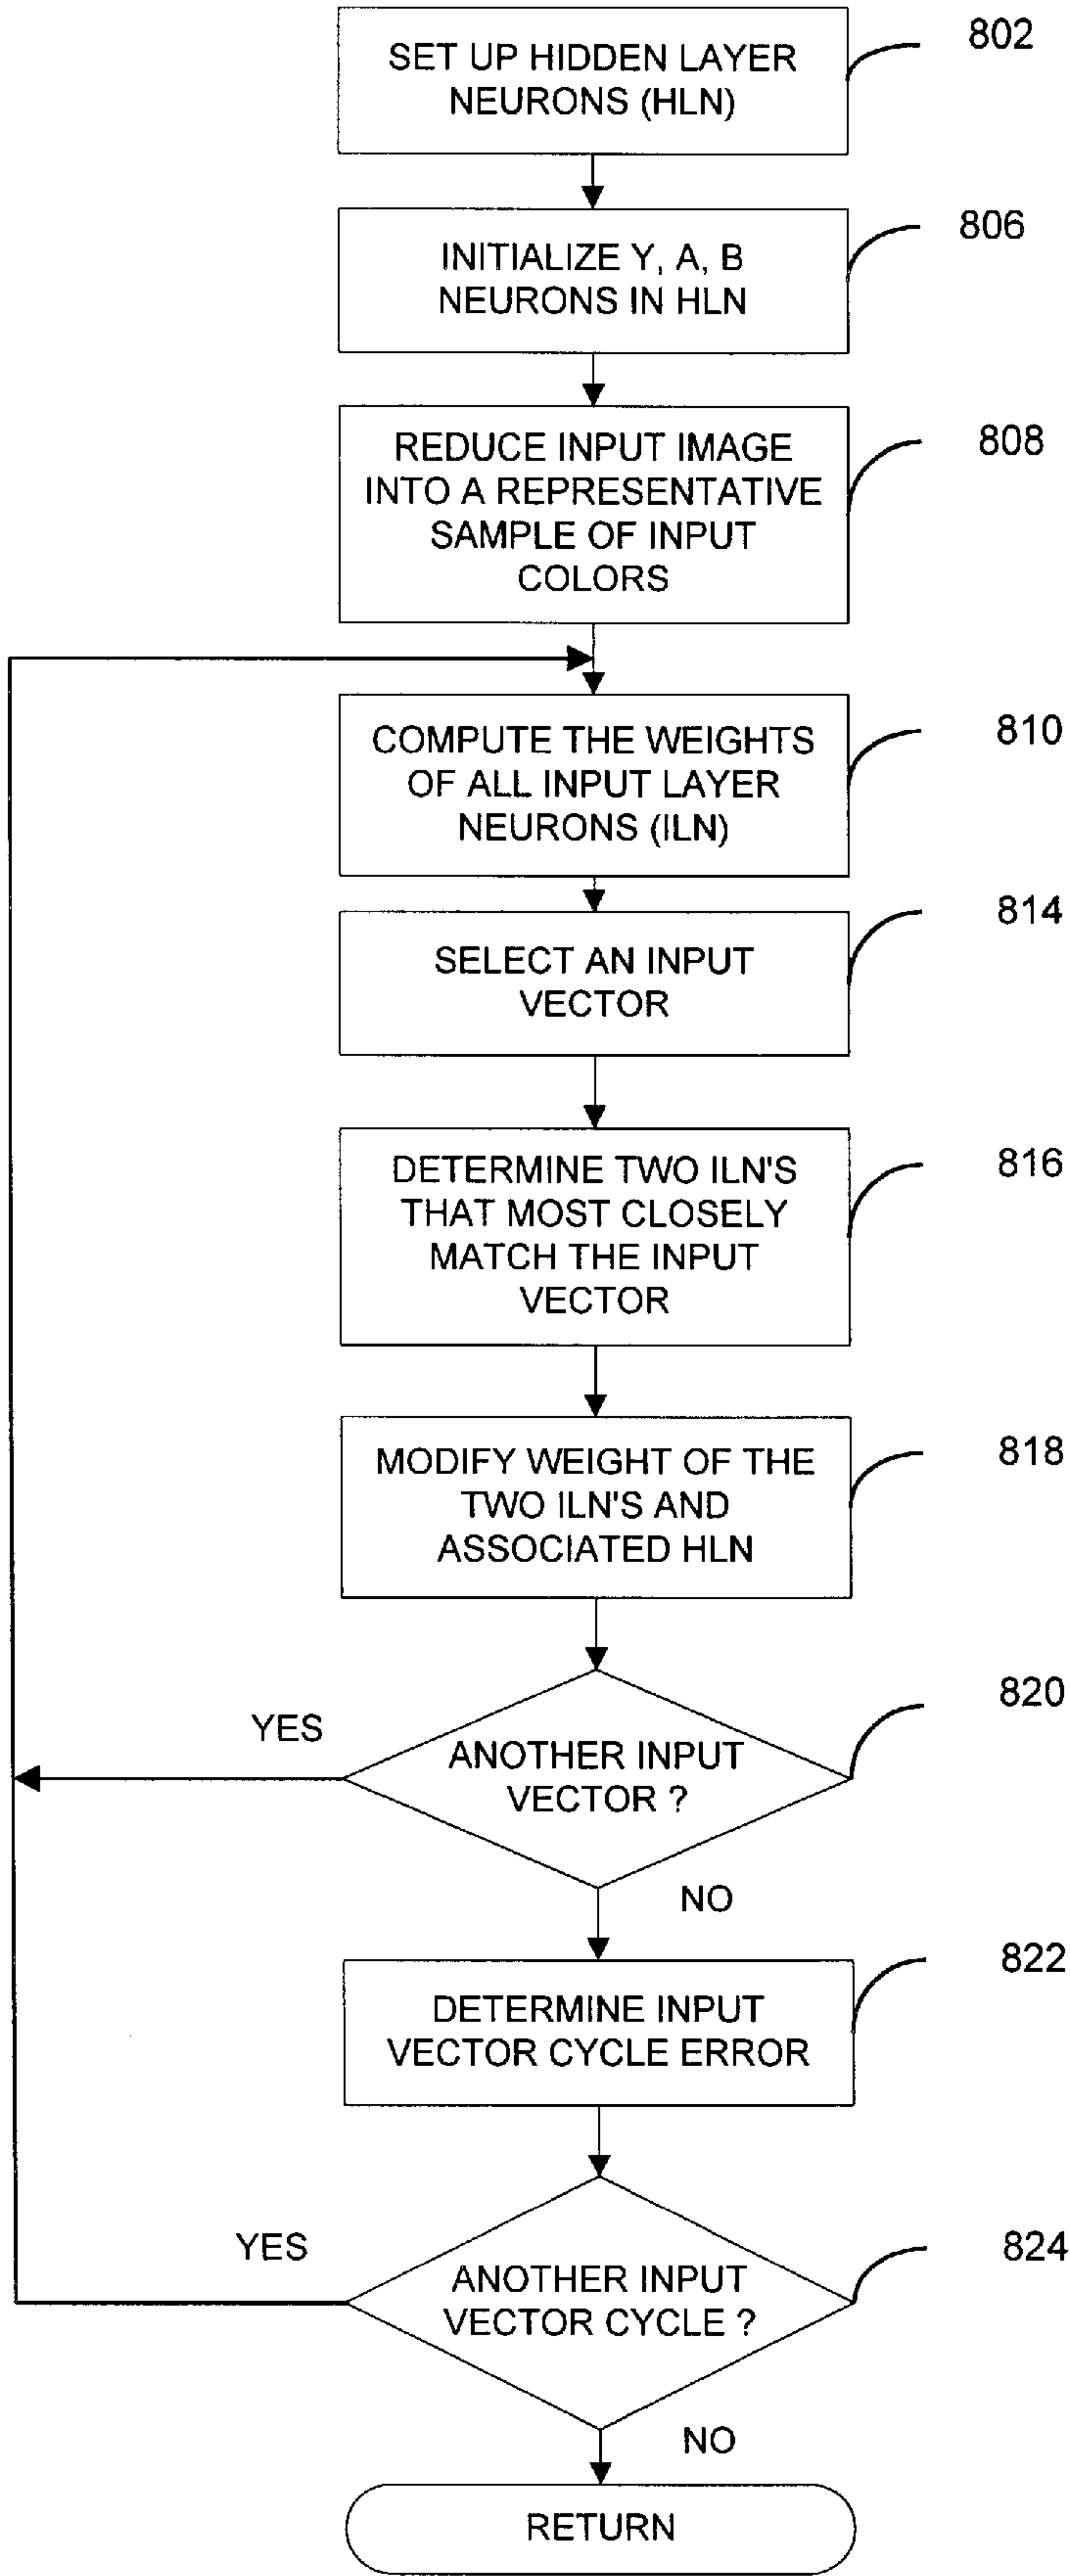 SET UP HIDDEN LAYER
NEURONS (HLN)
802
INITIALIZE Y, A, B
NEURONS IN HLN
806
REDUCE INPUT IMAGE
INTO A REPRESENTATIVE
SAMPLE OF INPUT
COLORS
808
COMPUTE THE WEIGHTS
OF ALL INPUT LAYER
NEURONS (ILN)
810
SELECT AN INPUT
VECTOR
814
DETERMINE TWO ILN'S
THAT MOST CLOSELY
MATCH THE INPUT
VECTOR
816
MODIFY WEIGHT OF THE
TWO ILN'S AND
ASSOCIATED HLN
818
YES
ANOTHER INPUT
VECTOR ?
820
NO
DETERMINE INPUT
VECTOR CYCLE ERROR
822
YES
ANOTHER INPUT
VECTOR CYCLE ?
824
NO
RETURN